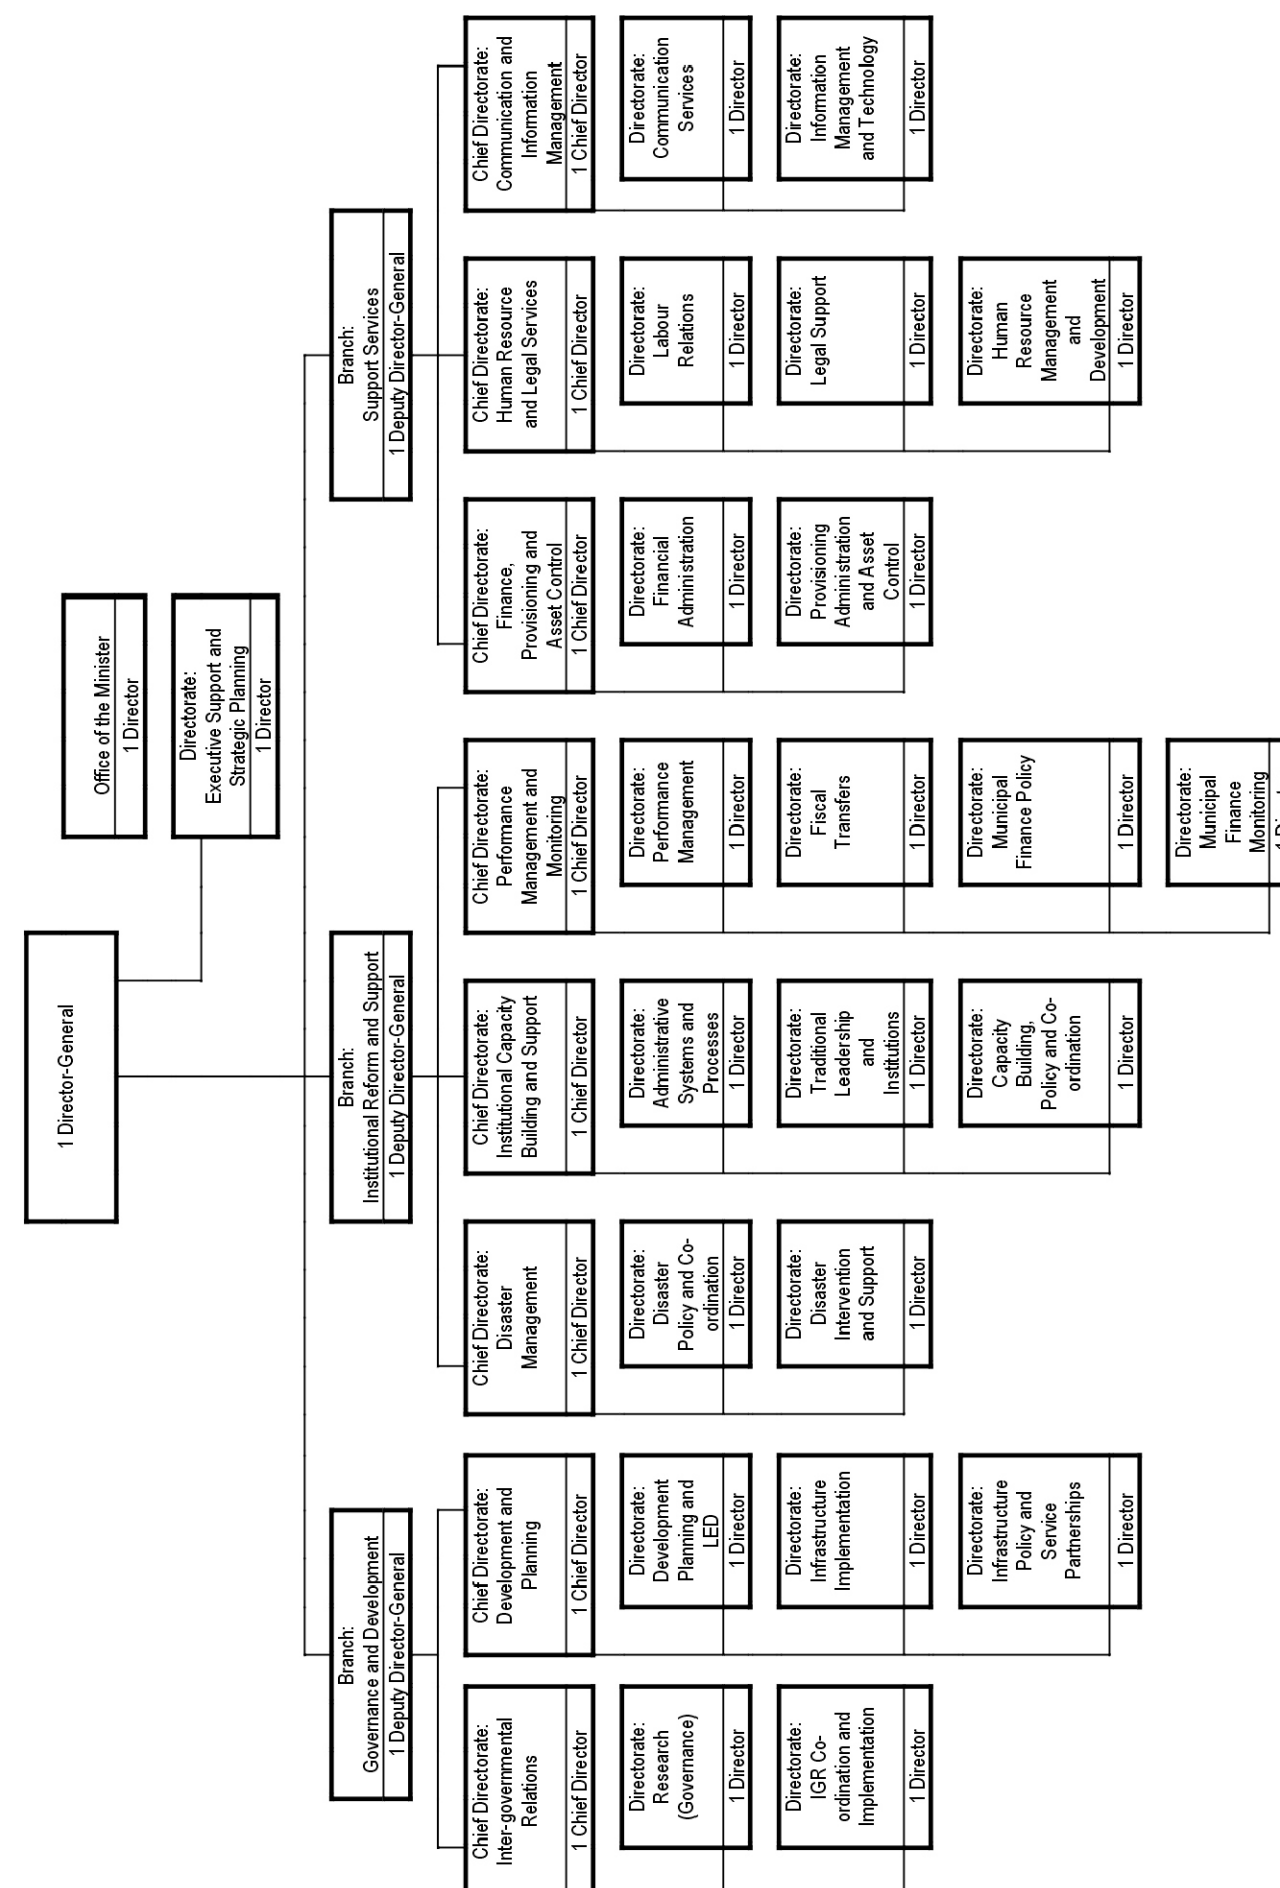 1 Director-General
Office of the Minister
1 Director
Directorate:
Executive Support and
Strategic Planning
1 Director
Branch:
Governance and Development
1 Deputy Director-General
Branch:
Institutional Reform and Support
1 Deputy Director-General
Branch:
Support Services
1 Deputy Director-General
Chief Directorate:
Inter-governmental
Relations
1 Chief Director
Chief Directorate:
Development and
Planning
1 Chief Director
Chief Directorate:
Disaster
Management
1 Chief Director
Chief Directorate:
Institutional Capacity
Building and Support
1 Chief Director
Chief Directorate:
Performance
Management and
Monitoring
1 Chief Director
Chief Directorate:
Finance,
Provisioning and
Asset Control
1 Chief Director
Chief Directorate:
Human Resource
and Legal Services
1 Chief Director
Chief Directorate:
Communication and
Information
Management
1 Chief Director
Directorate:
Research
(Governance)
1 Director
Directorate:
Development
Planning and
LED
1 Director
Directorate:
Disaster
Policy and Co-
ordination
1 Director
Directorate:
Administrative
Systems and
Processes
1 Director
Directorate:
Performance
Management
1 Director
Directorate:
Financial
Administration
1 Director
Directorate:
Labour
Relations
1 Director
Directorate:
Communication
Services
1 Director
Directorate:
IGR Co-
ordination and
Implementation
1 Director
Directorate:
Infrastructure
Implementation
1 Director
Directorate:
Disaster
Intervention
and Support
1 Director
Directorate:
Traditional
Leadership
and
Institutions
1 Director
Directorate:
Fiscal
Transfers
1 Director
Directorate:
Provisioning
Administration
and Asset
Control
1 Director
Directorate:
Legal Support
1 Director
Directorate:
Information
Management
and Technology
1 Director
Directorate:
Infrastructure
Policy and
Service
Partnerships
1 Director
Directorate:
Capacity
Building,
Policy and Co-
ordination
1 Director
Directorate:
Municipal
Finance Policy
1 Director
Directorate:
Human
Resource
Management
and
Development
1 Director
Directorate:
Municipal
Finance
Monitoring